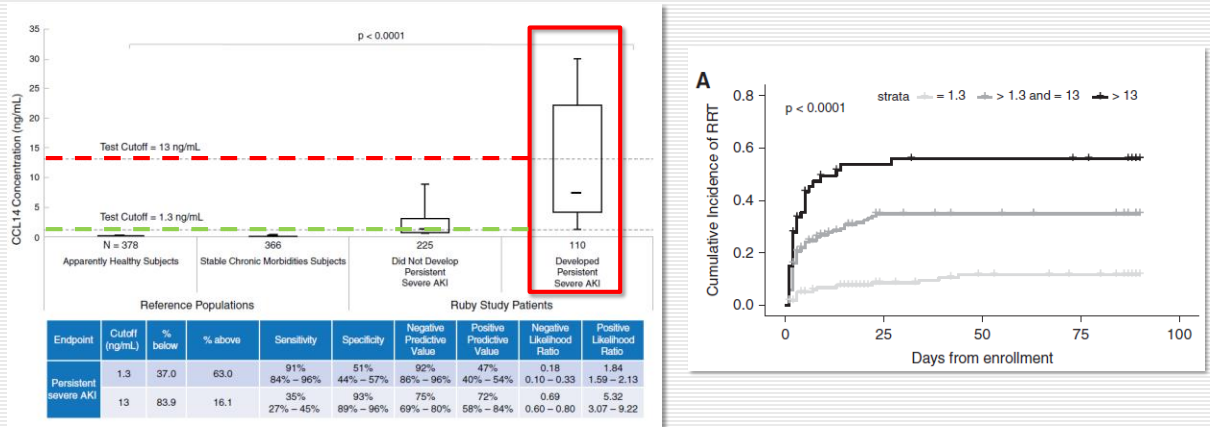 35
30
25
20
15
10
5
0
CCL14 Concentration (ng/mL)
p < 0.0001
Test Cutoff = 13 ng/mL
Test Cutoff = 1.3 ng/mL
N = 378
366
225
110
Apparently Healthy Subjects
Stable Chronic Morbidities Subjects
Did Not Develop
Persistent
Severe AKI
Developed
Persistent
Severe AKI
Reference Populations
Ruby Study Patients
Endpoint Cutoff (ng/mL) % below % above Sensitivity Specificity Negative Predictive Value Positive Predictive Value Negative Likelihood Ratio Positive Likelihood Ratio
Persistent severe AKI
1.3 37.0 63.0 91% 51% 92% 47% 0.18 1.84
84% – 96% 44% – 57% 86% – 96% 40% – 54% 0.10 – 0.33 1.59 – 2.13
13 83.9 16.1 35% 93% 75% 72% 0.69 5.32
27% – 45% 89% – 96% 69% – 80% 58% – 84% 0.60 – 0.80 3.07 – 9.22
A
strata = 1.3 > 1.3 and = 13 > 13
p < 0.0001
0.8
0.6
0.4
0.2
0.0
Cumulative Incidence of RRT
0 25 50 75 100
Days from enrollment